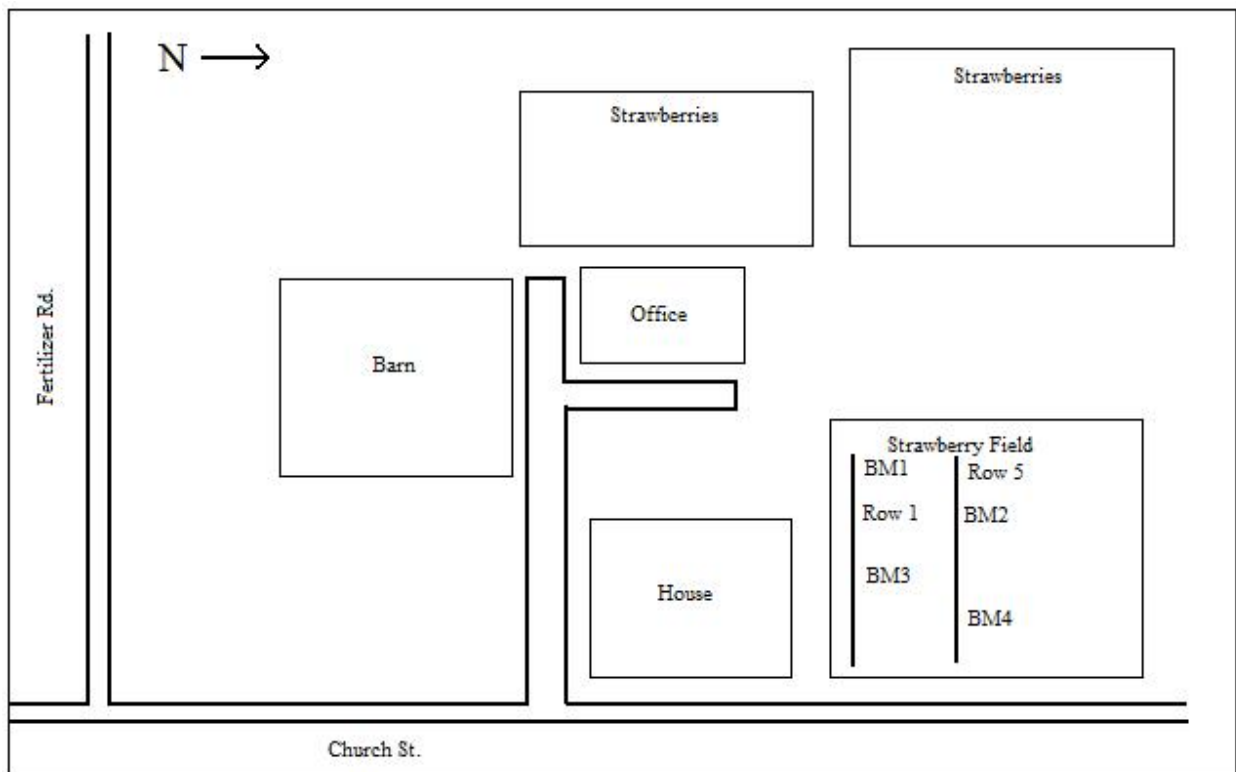 N
Strawberries
Strawberries
Fertilizer Rd.
Barn
Office
Strawberry Field
BM1
Row 5
Row 1
BM2
BM3
House
BM4
Church St.